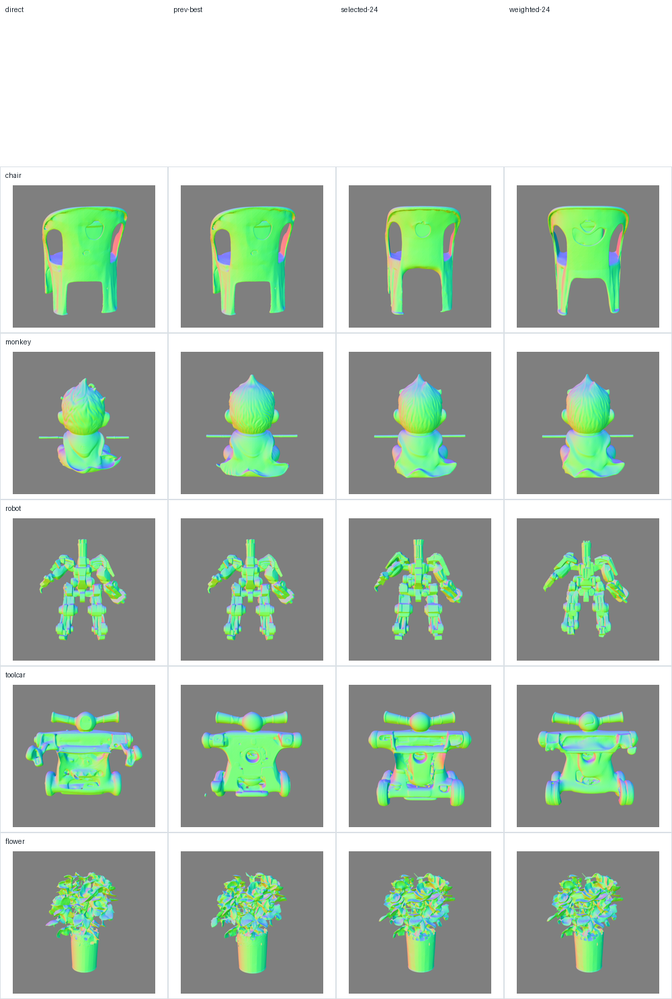 direct prev-best selected-24 weighted-24
chair
monkey
robot
toolcar
flower